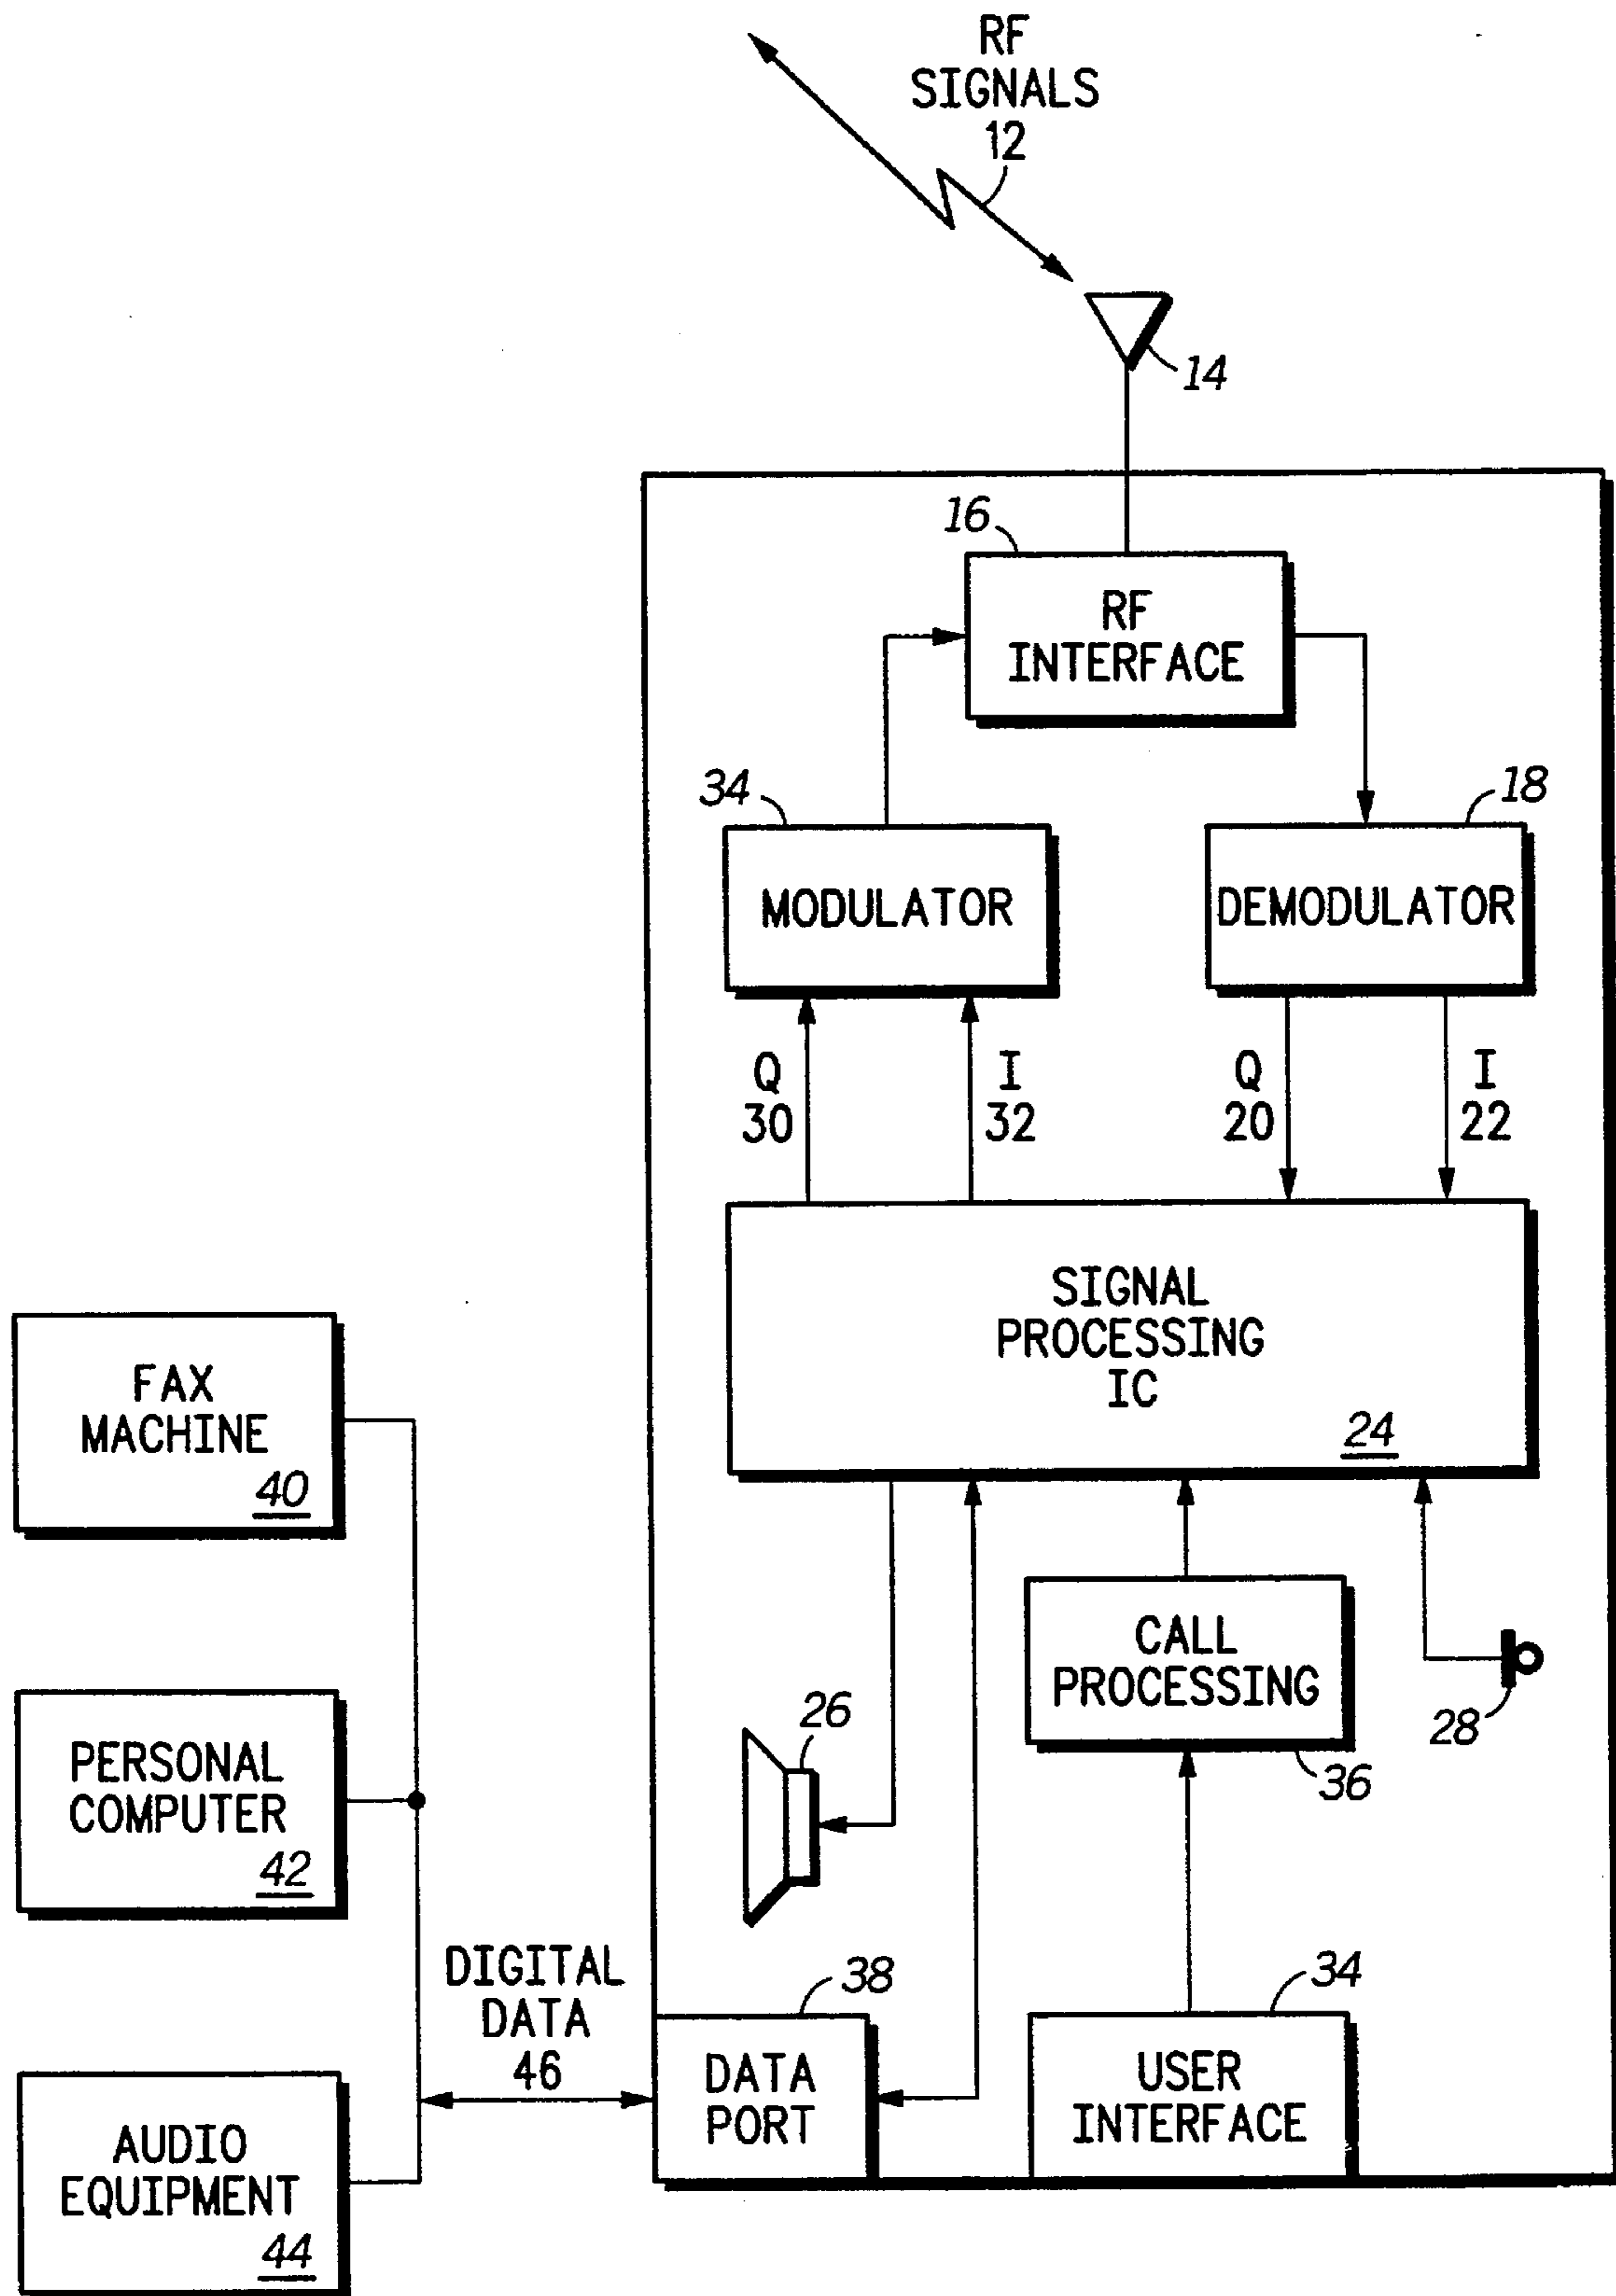 RF
SIGNALS
12
14
16
RF
INTERFACE
34
18
MODULATOR
DEMODULATOR
Q
30
I
32
Q
20
I
22
SIGNAL
PROCESSING
IC
24
FAX
MACHINE
40
CALL
PROCESSING
36
28
26
PERSONAL
COMPUTER
42
DIGITAL
DATA
46
38
DATA
PORT
34
USER
INTERFACE
AUDIO
EQUIPMENT
44